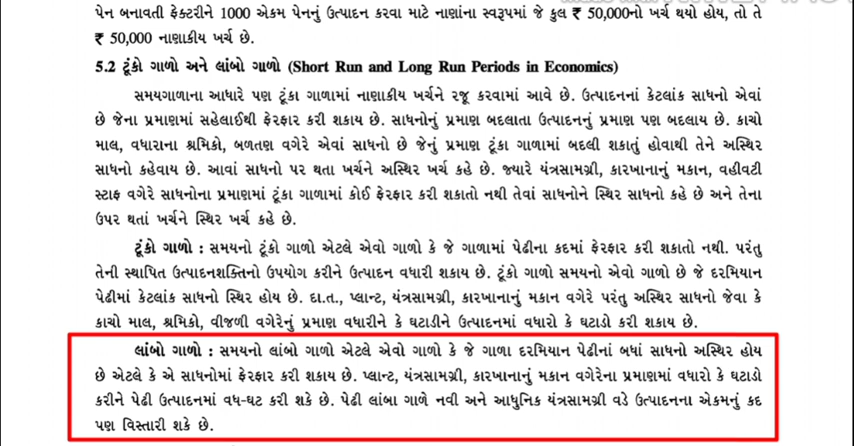 પેન બનાવતી ફેક્ટરીને 1000 એકમ પેનનું ઉત્પાદન કરવા માટે નાણાંના સ્વરૂપમાં જે કુલ ₹ 50,000નો ખર્ચ થયો હોય, તો તે
₹ 50,000 નાણાકીય ખર્ચ છે.
5.2 ટૂંકો ગાળો અને લાંબો ગાળો (Short Run and Long Run Periods in Economics)
સમયગાળાના આધારે પણ ટૂંકા ગાળામાં નાણાકીય ખર્ચને રજૂ કરવામાં આવે છે. ઉત્પાદનનાં કેટલાંક સાધનો એવાં
છે જેના પ્રમાણમાં સહેલાઈથી ફેરફાર કરી શકાય છે. સાધનોનું પ્રમાણ બદલાતા ઉત્પાદનનું પ્રમાણ પણ બદલાય છે. કાચો
માલ, વધારાના શ્રમિકો, બળતણ વગેરે એવાં સાધનો છે જેનું પ્રમાણ ટૂંકા ગાળામાં બદલી શકાતું હોવાથી તેને અસ્થિર
સાધનો કહેવાય છે. આવાં સાધનો પર થતા ખર્ચને અસ્થિર ખર્ચ કહે છે. જ્યારે યંત્રસામગ્રી, કારખાનાનું મકાન, વહીવટી
સ્ટાફ વગેરે સાધનોના પ્રમાણમાં ટૂંકા ગાળામાં કોઈ ફેરફાર કરી શકાતો નથી તેવાં સાધનોને સ્થિર સાધનો કહે છે અને તેના
ઉપર થતાં ખર્ચને સ્થિર ખર્ચ કહે છે.
ટૂંકો ગાળો : સમયનો ટૂંકો ગાળો એટલે એવો ગાળો કે જે ગાળામાં પેઢીના કદમાં ફેરફાર કરી શકાતો નથી. પરંતુ
તેની સ્થાપિત ઉત્પાદનશક્તિનો ઉપયોગ કરીને ઉત્પાદન વધારી શકાય છે. ટૂંકો ગાળો સમયનો એવો ગાળો છે જે દરમિયાન
પેઢીમાં કેટલાંક સાધનો સ્થિર હોય છે. દા.ત., પ્લાન્ટ, યંત્રસામગ્રી, કારખાનાનું મકાન વગેરે પરંતુ અસ્થિર સાધનો જેવા કે
કાચો માલ, શ્રમિકો, વીજળી વગેરેનું પ્રમાણ વધારીને કે ઘટાડીને ઉત્પાદનમાં વધારો કે ઘટાડો કરી શકાય છે.
લાંબો ગાળો : સમયનો લાંબો ગાળો એટલે એવો ગાળો કે જે ગાળા દરમિયાન પેઢીનાં બધાં સાધનો અસ્થિર હોય
છે એટલે કે એ સાધનોમાં ફેરફાર કરી શકાય છે. પ્લાન્ટ, યંત્રસામગ્રી, કારખાનાનું મકાન વગેરેના પ્રમાણમાં વધારો કે ઘટાડો
કરીને પેઢી ઉત્પાદનમાં વધ-ઘટ કરી શકે છે. પેઢી લાંબા ગાળે નવી અને આધુનિક યંત્રસામગ્રી વડે ઉત્પાદનના એકમનું કદ
પણ વિસ્તારી શકે છે.